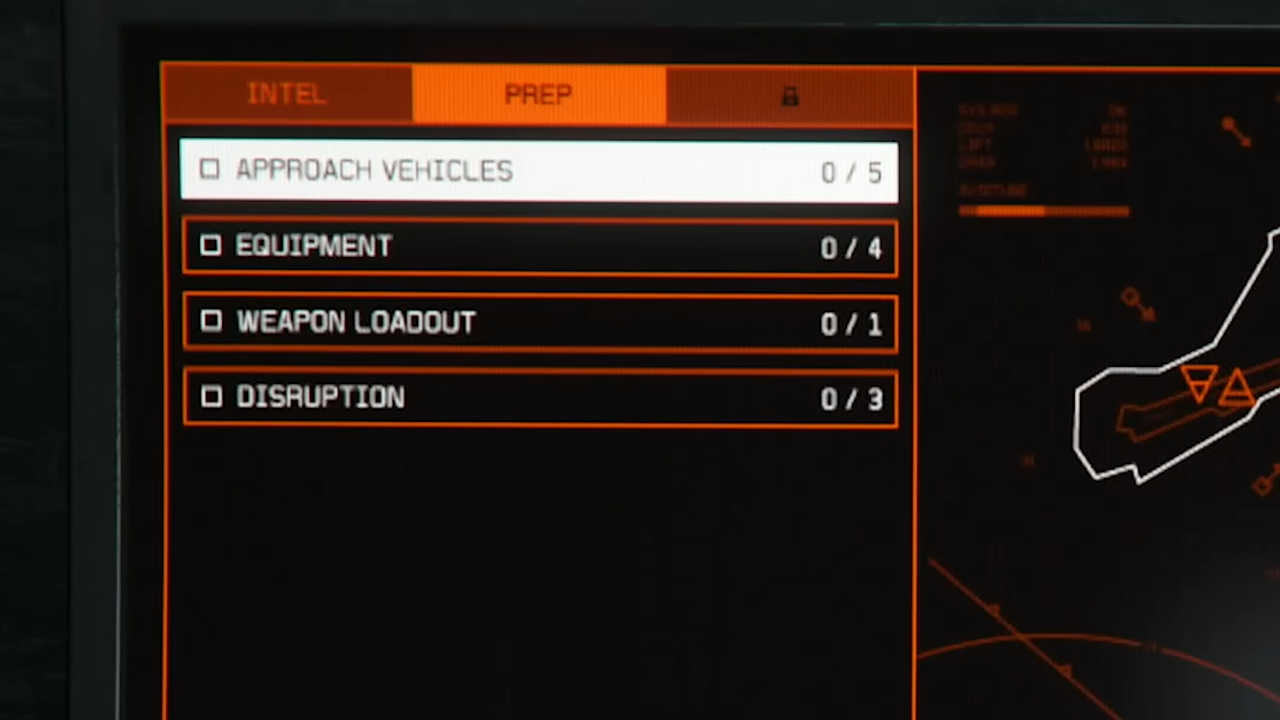 INTEL
PREP
APPROACH VEHICLES 0 / 5
EQUIPMENT 0 / 4
WEAPON LOADOUT 0 / 1
DISRUPTION 0 / 3